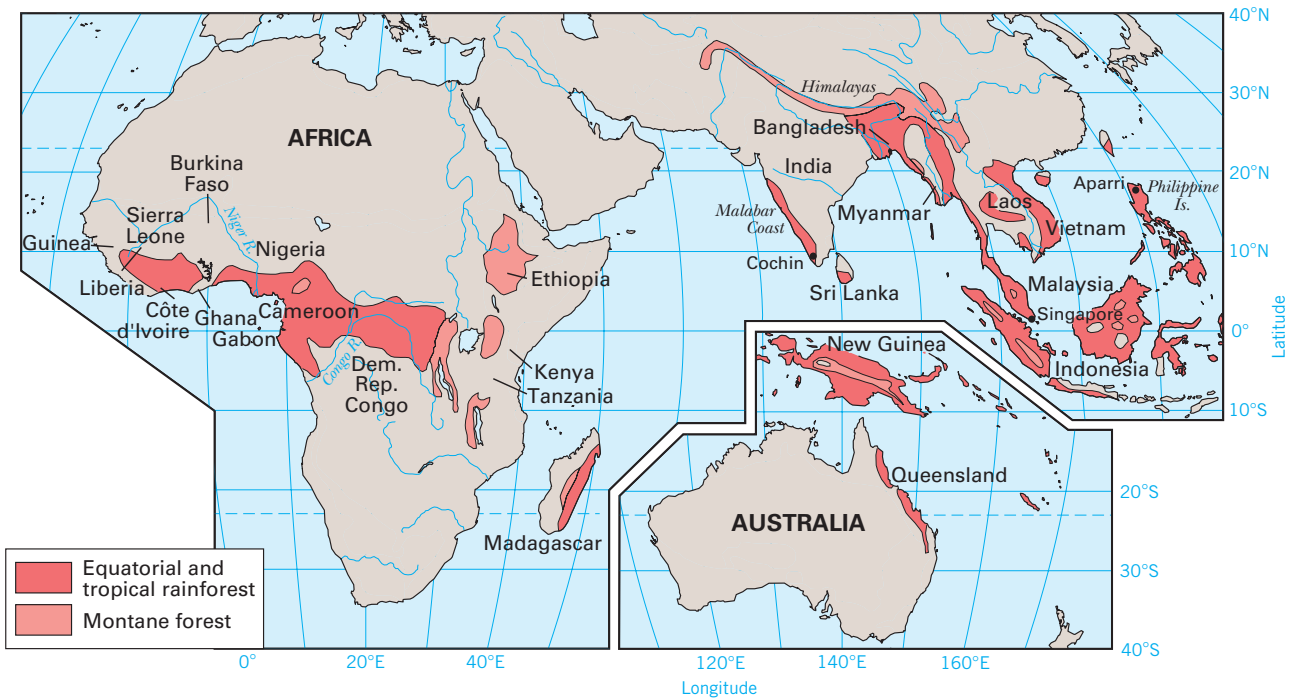 40°N
Himalayas
30°N
AFRICA
Bangladesh
Burkina
Faso
India
20°N
Aparri
Philippine
Is.
Niger R.
Sierra
Leone
Malabar
Coast
Myanmar
Laos
Vietnam
Guinea
Nigeria
Cochin
10°N
Ethiopia
Liberia
Sri Lanka
Malaysia
Côte
d'Ivoire
Ghana
Cameroon
Singapore
Gabon
0°
Latitude
Congo R.
New Guinea
Dem.
Rep.
Congo
Kenya
Tanzania
Indonesia
10°S
Queensland
20°S
AUSTRALIA
Madagascar
Equatorial and
tropical rainforest
30°S
Montane forest
40°S
0°
20°E
40°E
120°E
140°E
160°E
Longitude